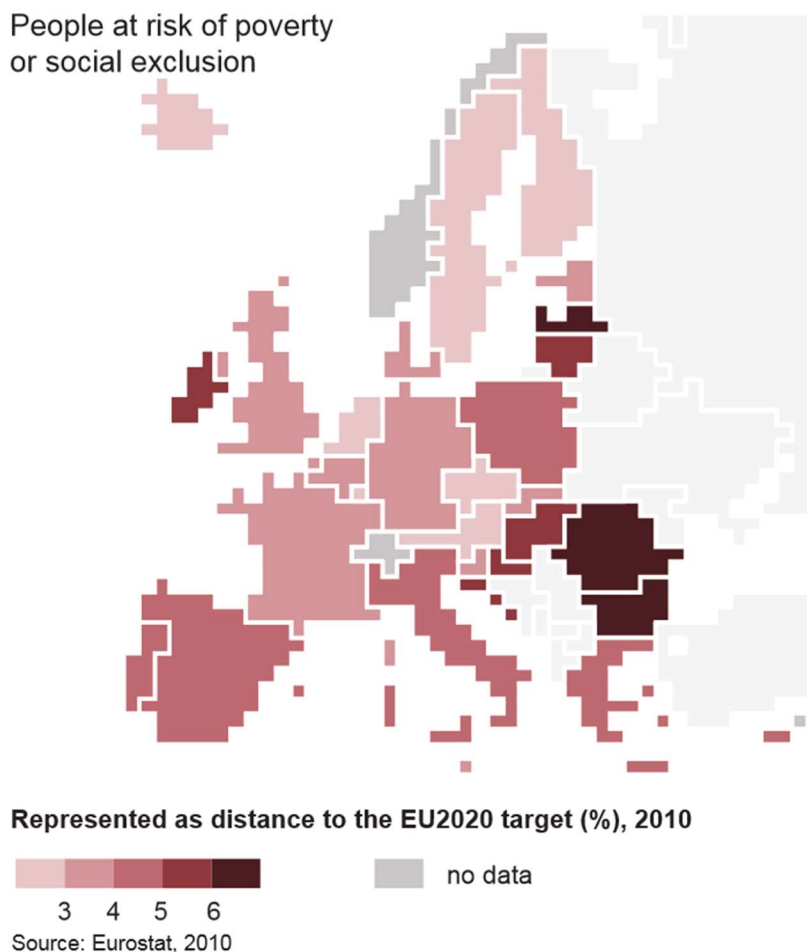 People at risk of poverty
or social exclusion
Represented as distance to the EU2020 target (%), 2010
no data
3 4 5 6
Source: Eurostat, 2010